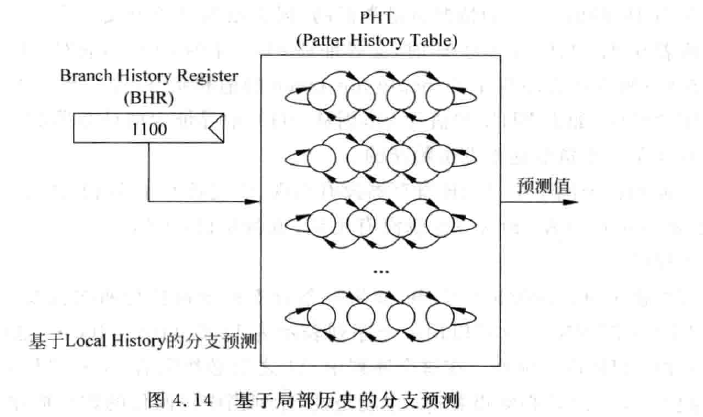 PHT
(Patter History Table)
Branch History Register
(BHR)
1100
预测值
...
基于Local History的分支预测
图 4.14 基于局部历史的分支预测